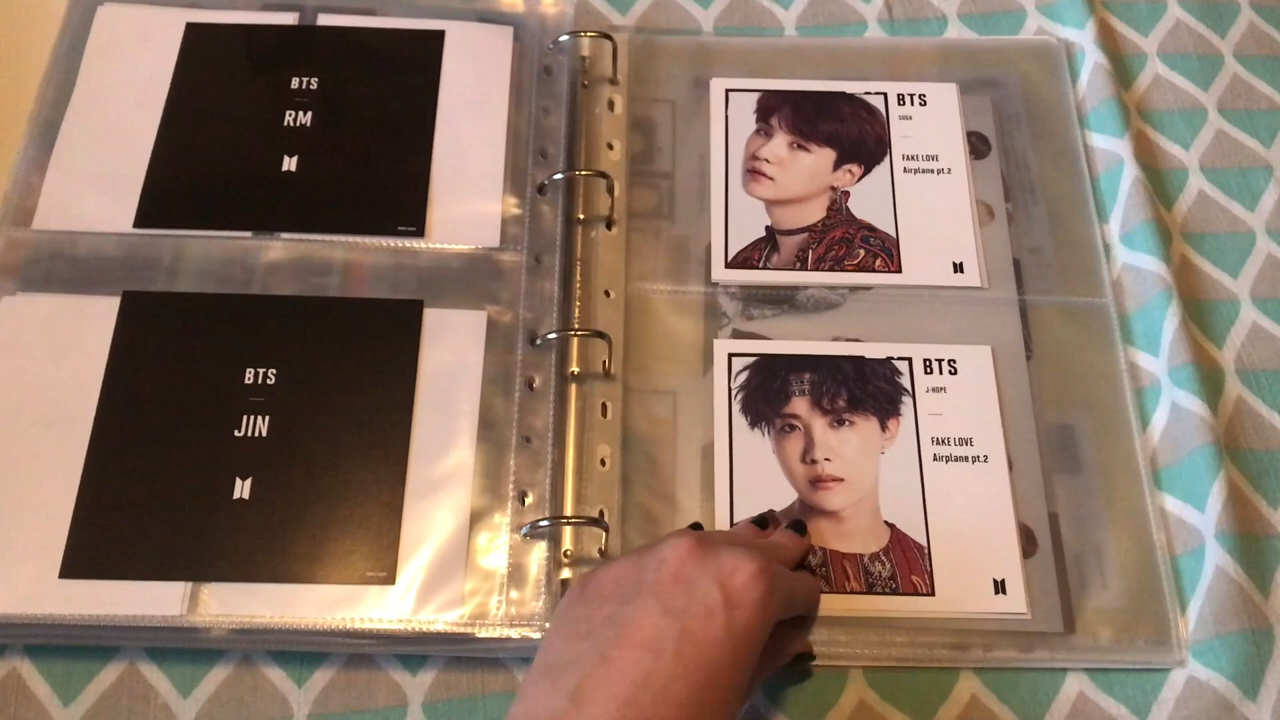 BTS
RM
BTS
JIN
BTS
SUGA
FAKE LOVE
Airplane pt.2
BTS
J-HOPE
FAKE LOVE
Airplane pt.2